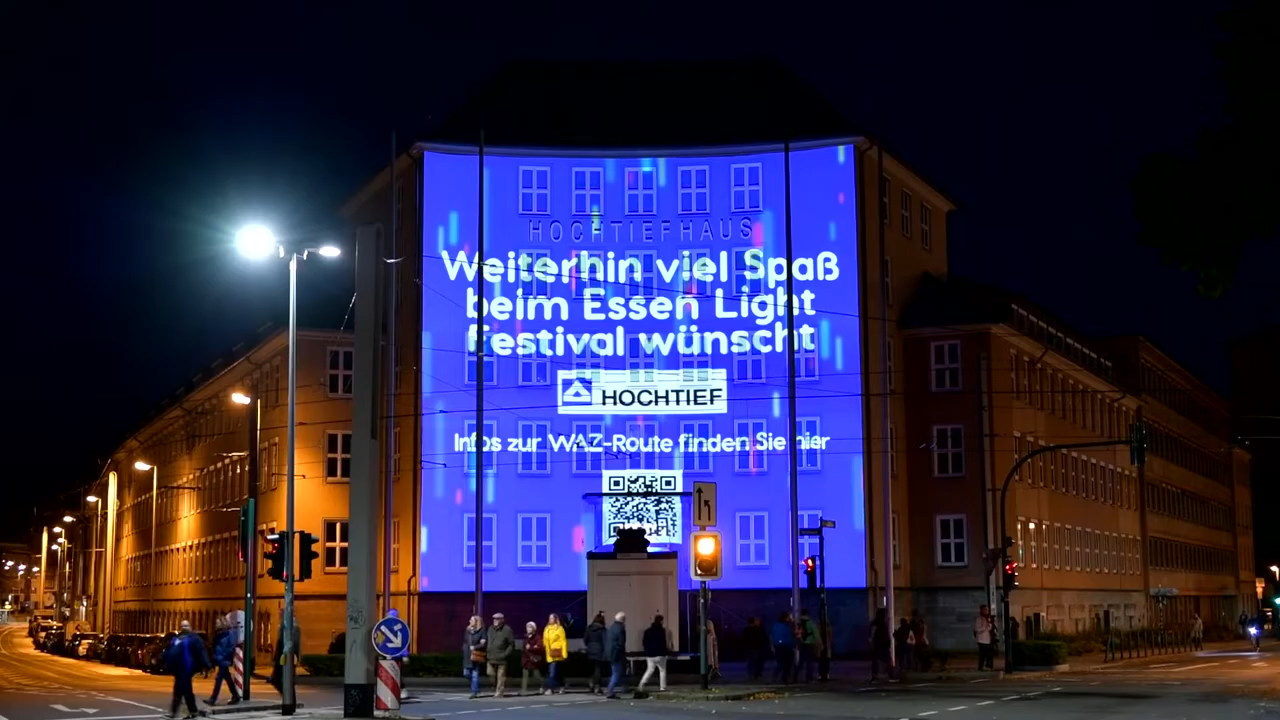 HOCHTIEFHAUS
Weiterhin viel Spaß
beim Essen Light
Festival wünscht
HOCHTIEF
Infos zur WAZ-Route finden Sie hier